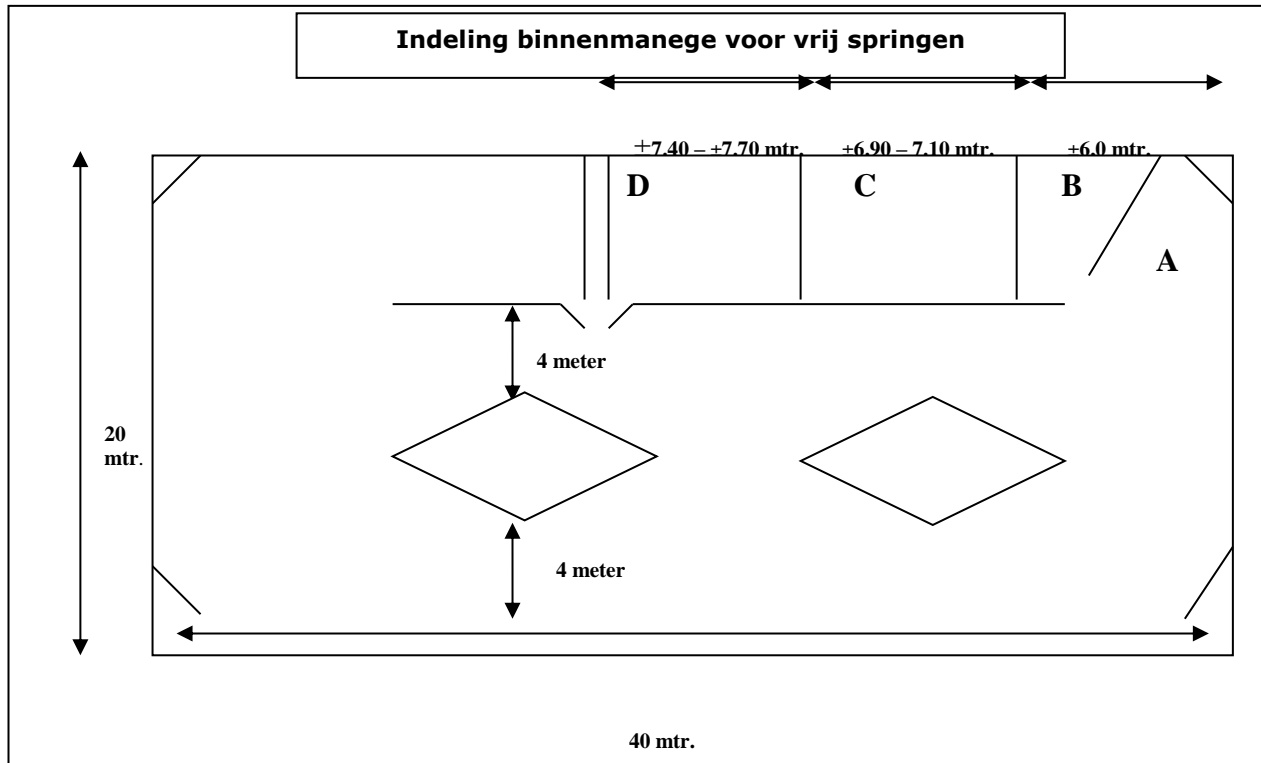 Indeling binnenmanege voor vrij springen
±7.40 – ±7.70 mtr. ±6.90 – 7.10 mtr. ±6.0 mtr.
D C B
A
4 meter
20
mtr.
4 meter
40 mtr.